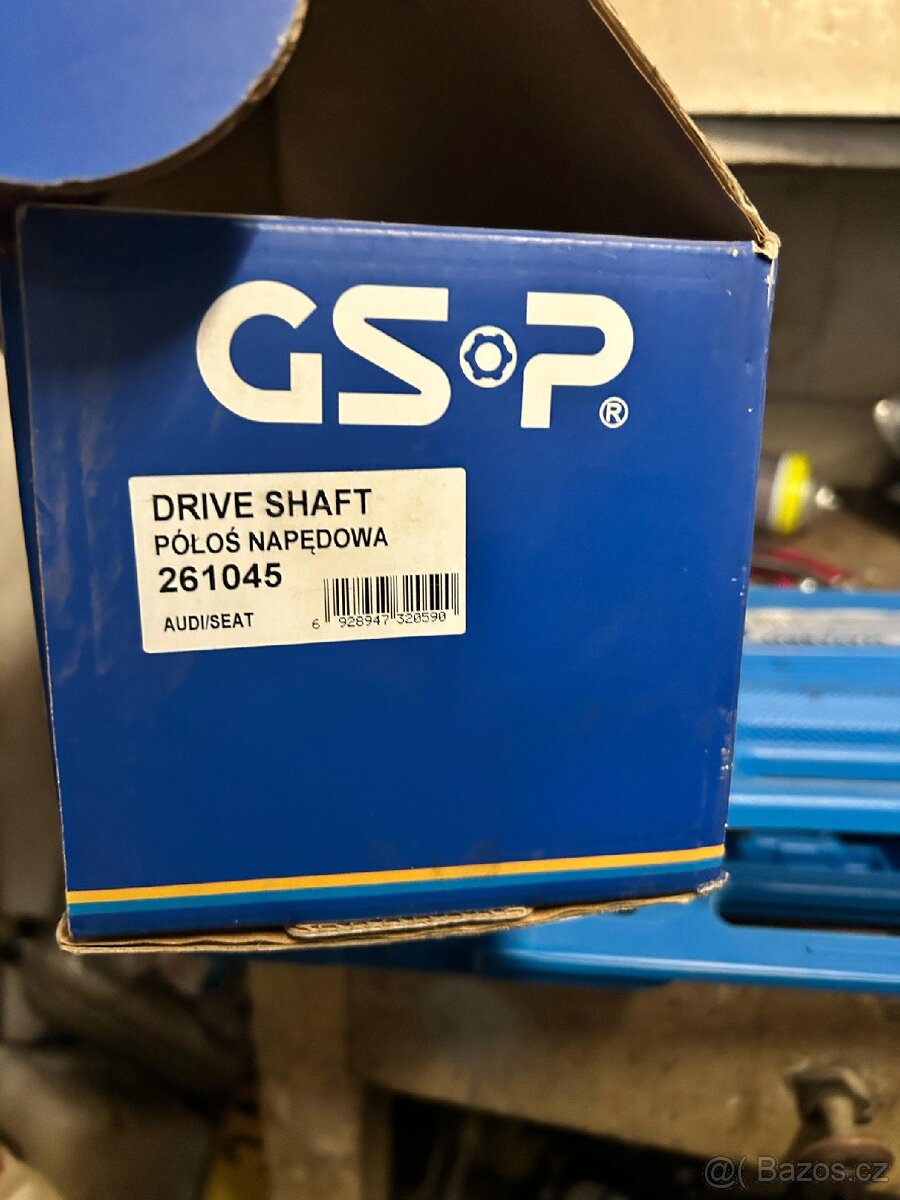 GSP®
DRIVE SHAFT
PÓŁOŚ NAPĘDOWA
261045
AUDI/SEAT
6 928947 320590
@( Bazos.cz